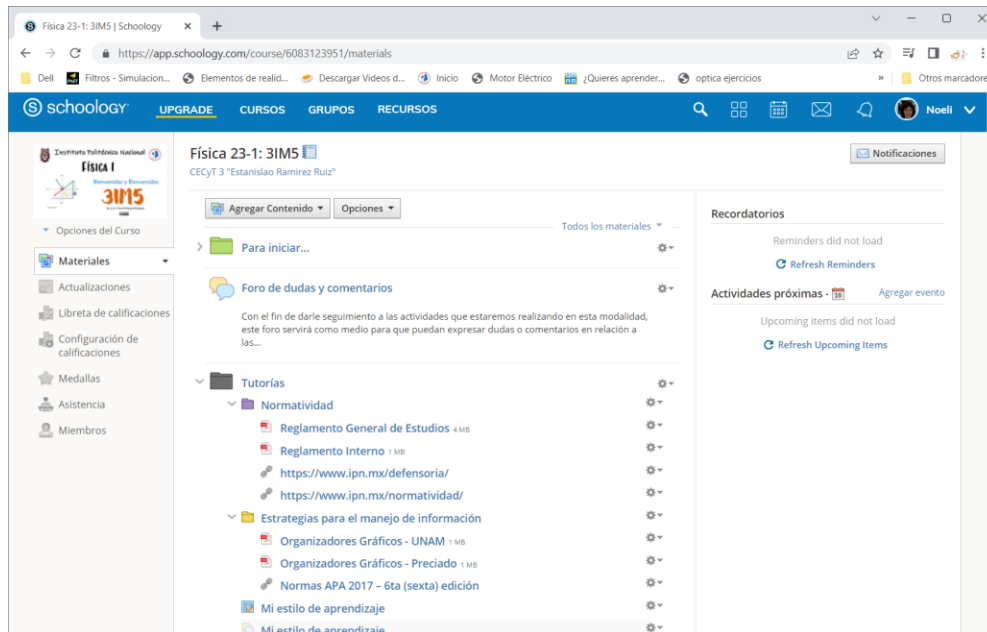 Física 23-1: 3IM5 | Schoology
https://app.schoology.com/course/6083123951/materials
Dell Filtros - Simulacion... Elementos de realid... Descargar Videos d... Inicio Motor Eléctrico ¿Quieres aprender... optica ejercicios » Otros marcadore
schoology UPGRADE CURSOS GRUPOS RECURSOS Noeli
Instituto Politécnico Nacional
Física I
3IM5
Opciones del Curso
Materiales
Actualizaciones
Libreta de calificaciones
Configuración de
calificaciones
Medallas
Asistencia
Miembros
Física 23-1: 3IM5
CECyT 3 "Estanislao Ramirez Ruiz"
Notificaciones
Agregar Contenido Opciones
Todos los materiales
Para iniciar...
Foro de dudas y comentarios
Con el fin de darle seguimiento a las actividades que estaremos realizando en esta modalidad,
este foro servirá como medio para que puedan expresar dudas o comentarios en relación a
las...
Tutorías
Normatividad
Reglamento General de Estudios 4 MB
Reglamento Interno 1 MB
https://www.ipn.mx/defensoria/
https://www.ipn.mx/normatividad/
Estrategias para el manejo de información
Organizadores Gráficos - UNAM 1 MB
Organizadores Gráficos - Preciado 1 MB
Normas APA 2017 – 6ta (sexta) edición
Mi estilo de aprendizaje
Mi estilo de aprendizaje
Recordatorios
Reminders did not load
Refresh Reminders
Actividades próximas - 18 Agregar evento
Upcoming items did not load
Refresh Upcoming Items